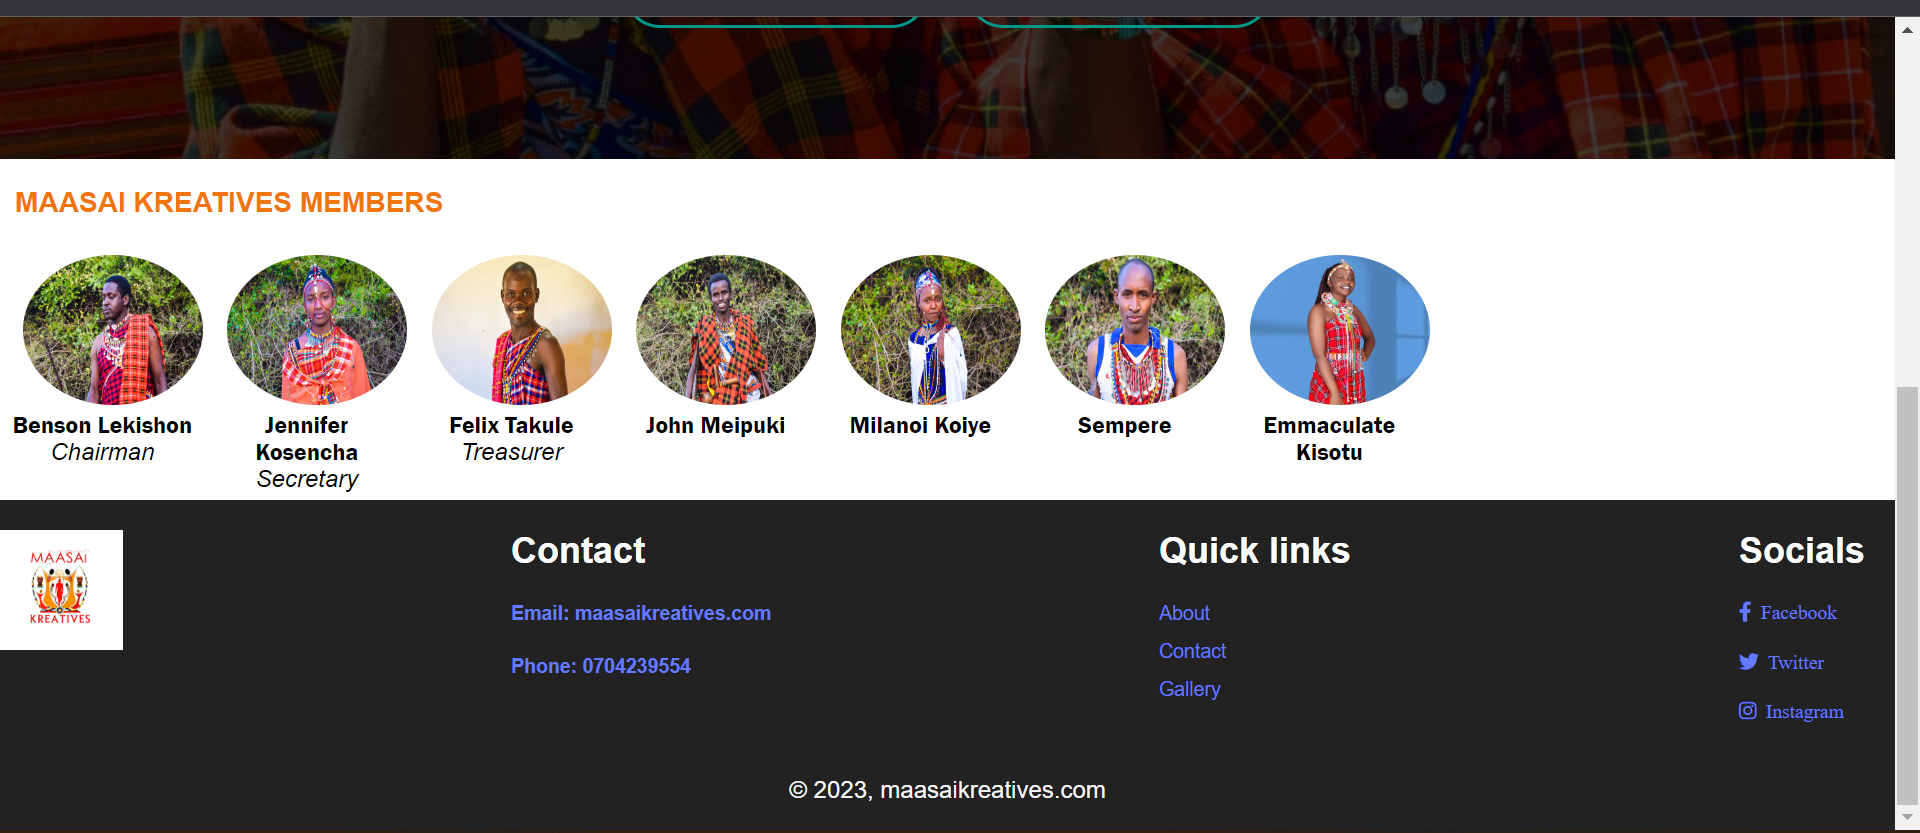 MAASAI KREATIVES MEMBERS
Benson Lekishon
Chairman
Jennifer
Kosencha
Secretary
Felix Takule
Treasurer
John Meipuki
Milanoi Koiye
Sempere
Emmaculate
Kisotu
MAASAI
KREATIVES
Contact
Email: maasaikreatives.com
Phone: 0704239554
Quick links
About
Contact
Gallery
Socials
Facebook
Twitter
Instagram
© 2023, maasaikreatives.com